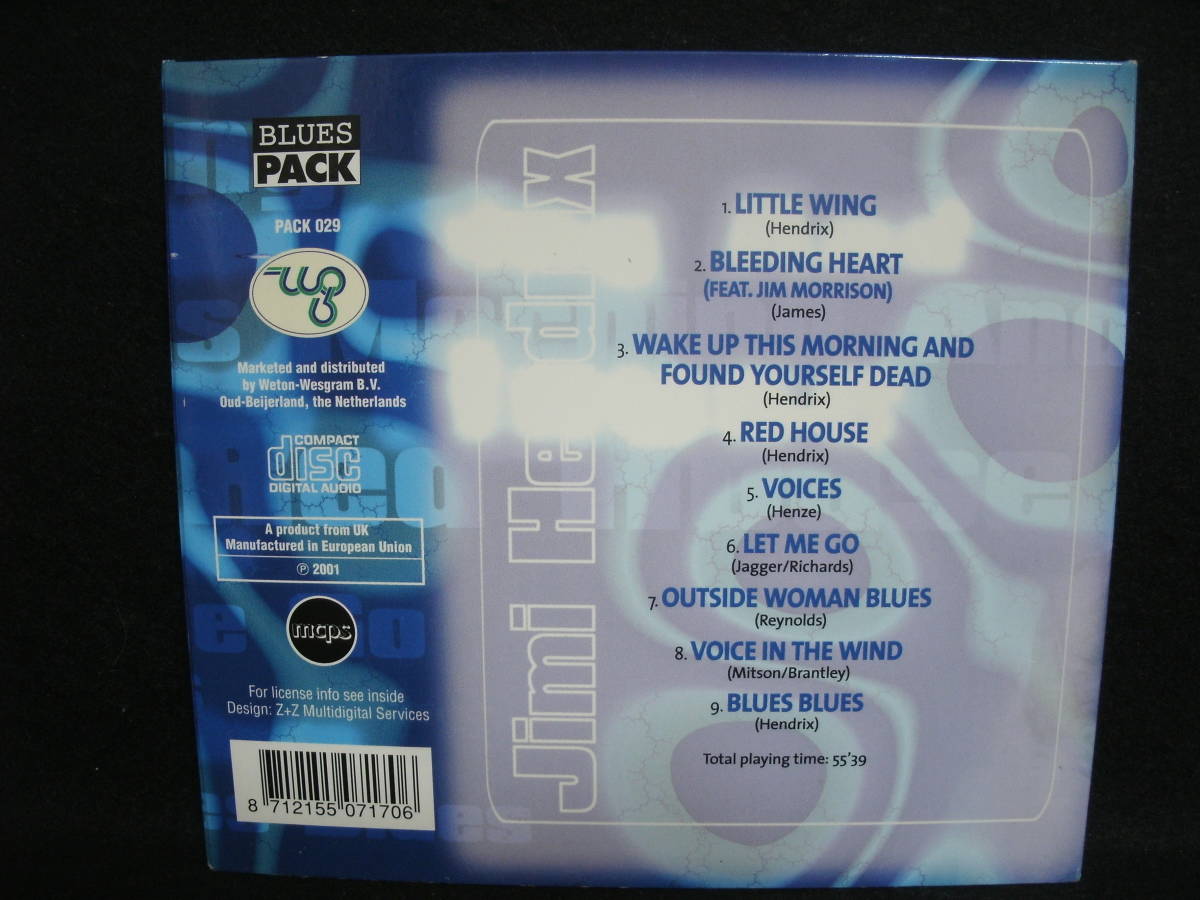 BLUES
PACK
PACK 029
Marketed and distributed
by Weton-Wesgram B.V.
Oud-Beijerland, the Netherlands
COMPACT
disc
DIGITAL AUDIO
A product from UK
Manufactured in European Union
℗ 2001
mcps
For license info see inside
Design: Z+Z Multidigital Services
8 712155 071706
Jimi Hendrix
1. LITTLE WING
(Hendrix)
2. BLEEDING HEART
(FEAT. JIM MORRISON)
(James)
3. WAKE UP THIS MORNING AND
FOUND YOURSELF DEAD
(Hendrix)
4. RED HOUSE
(Hendrix)
5. VOICES
(Henze)
6. LET ME GO
(Jagger/Richards)
7. OUTSIDE WOMAN BLUES
(Reynolds)
8. VOICE IN THE WIND
(Mitson/Brantley)
9. BLUES BLUES
(Hendrix)
Total playing time: 55'39